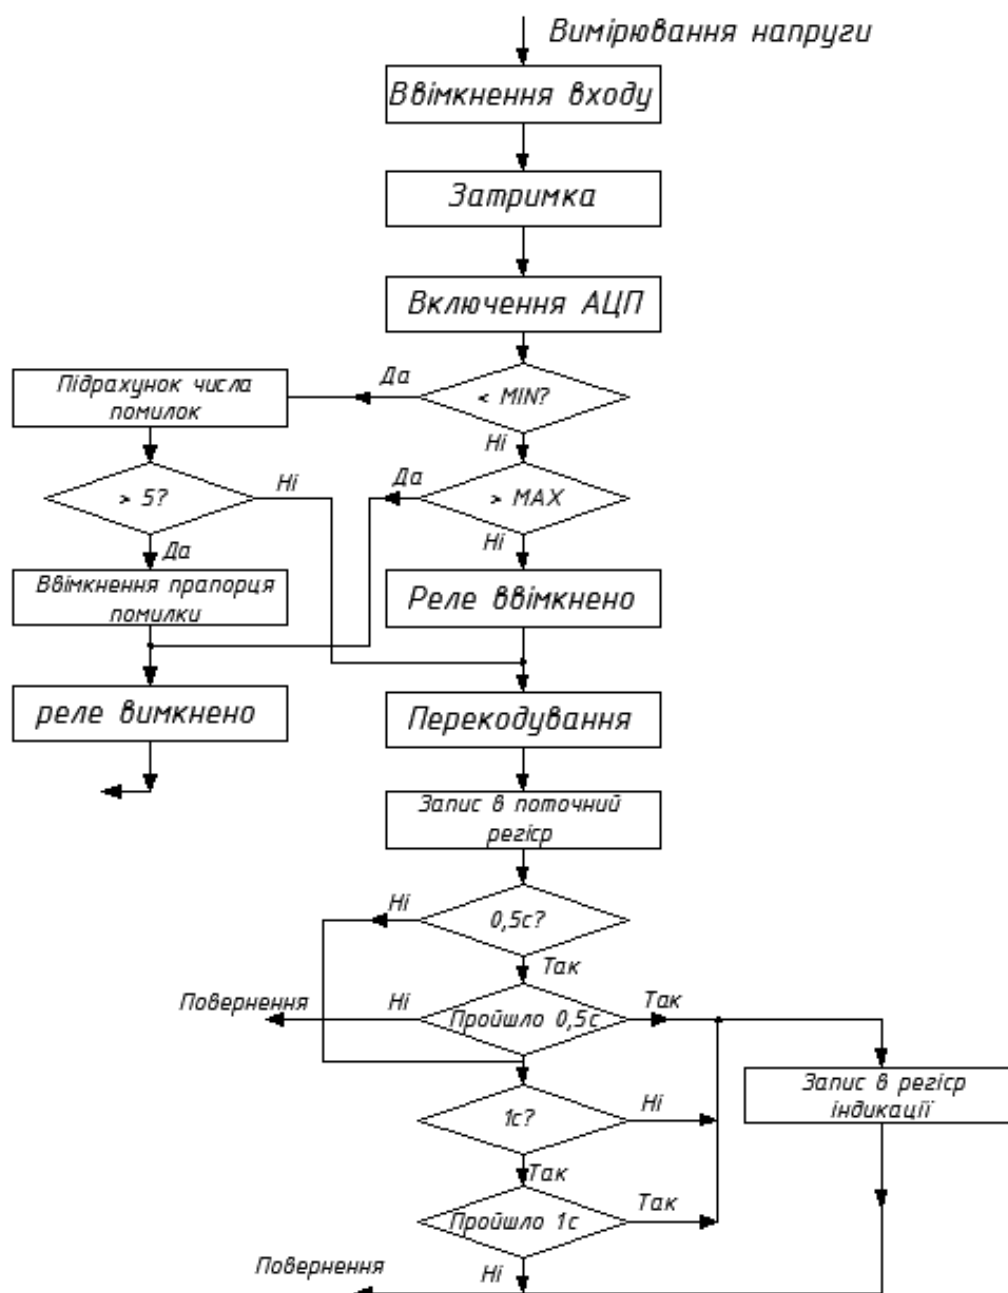 Вимірювання напруги
Ввімкнення входу
Затримка
Включення АЦП
Підрахунок числа
помилок
Да
< MIN?
Ні
> 5?
Ні
Да
> MAX
Ні
Да
Ввімкнення прапорця
помилки
Реле ввімкнено
реле вимкнено
Перекодування
Запис в поточний
регіср
Ні
0,5с?
Так
Повернення
Ні
Пройшло 0,5с
Так
Запис в регіср
індикації
1с?
Ні
Так
Пройшло 1с
Так
Повернення
Ні